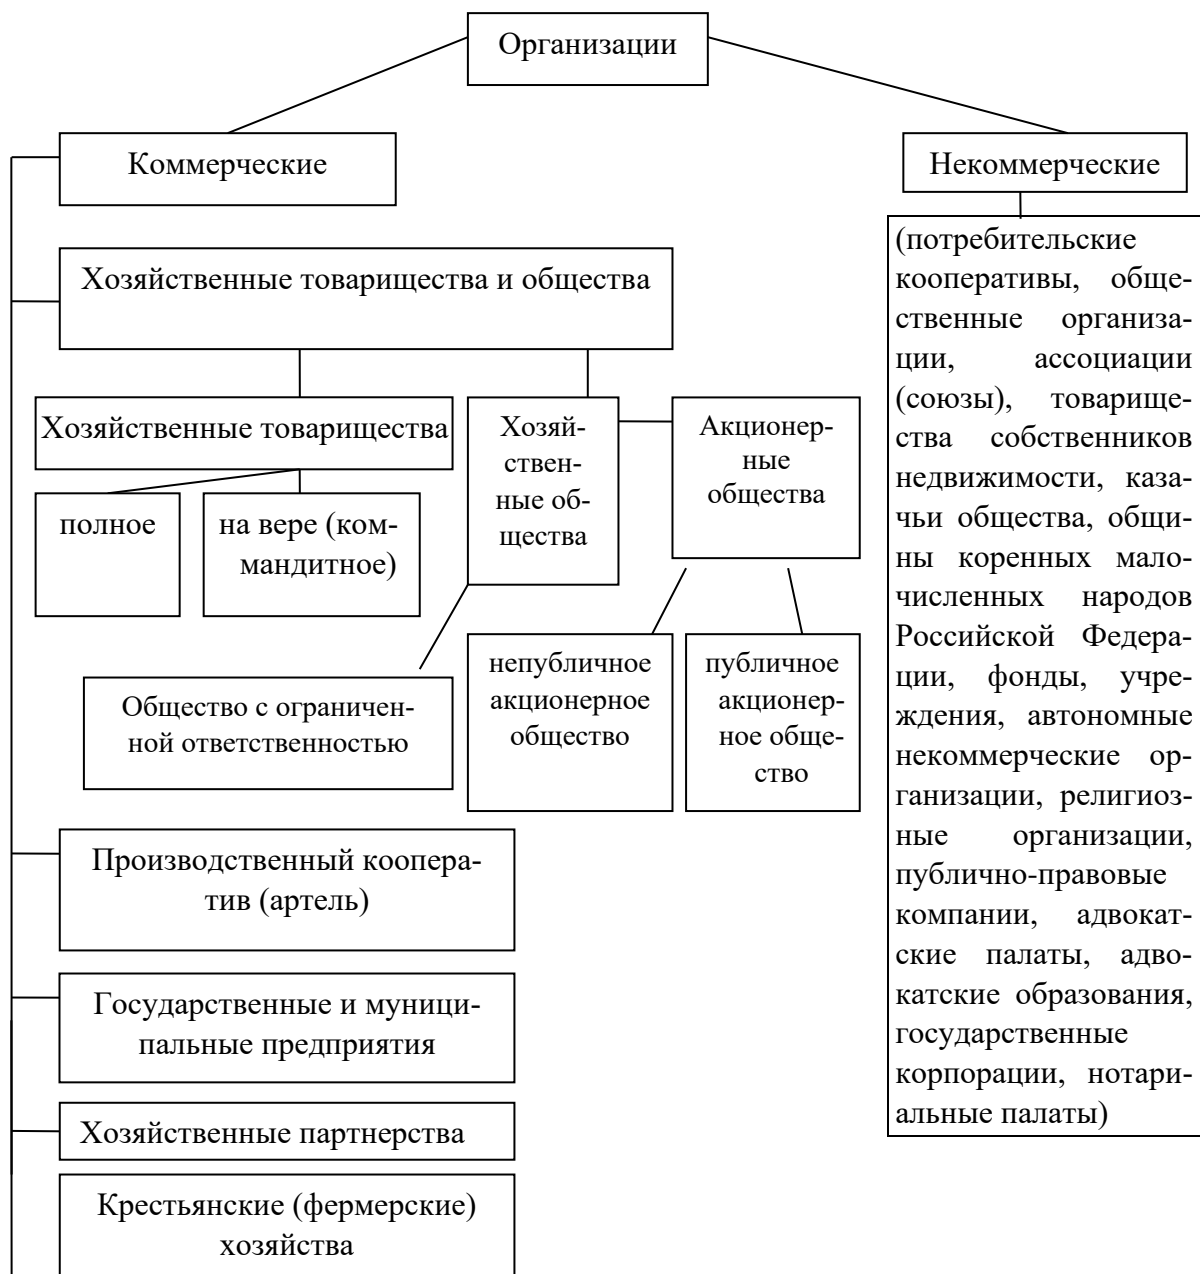 Организации
Коммерческие
Некоммерческие
Хозяйственные товарищества и общества
Хозяйственные товарищества
полное
на вере (ком-
мандитное)
Хозяй-
ствен-
ные об-
щества
Акционер-
ные
общества
Общество с ограничен-
ной ответственностью
непубличное
акционерное
общество
публичное
акционер-
ное обще-
ство
Производственный коопера-
тив (артель)
Государственные и муници-
пальные предприятия
Хозяйственные партнерства
Крестьянские (фермерские)
хозяйства
(потребительские
кооперативы, обще-
ственные организа-
ции, ассоциации
(союзы), товарище-
ства собственников
недвижимости, каза-
чьи общества, общи-
ны коренных мало-
численных народов
Российской Федера-
ции, фонды, учре-
ждения, автономные
некоммерческие ор-
ганизации, религиоз-
ные организации,
публично-правовые
компании, адвокат-
ские палаты, адво-
катские образования,
государственные
корпорации, нотари-
альные палаты)